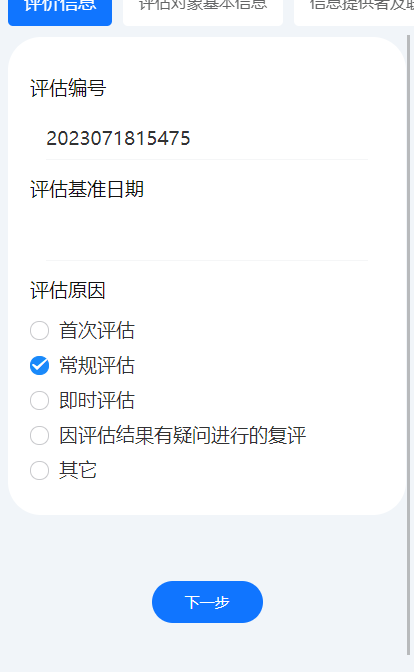 评价信息 评估对象基本信息 信息提供者及联
评估编号
2023071815475
评估基准日期
评估原因
首次评估
常规评估
即时评估
因评估结果有疑问进行的复评
其它
下一步